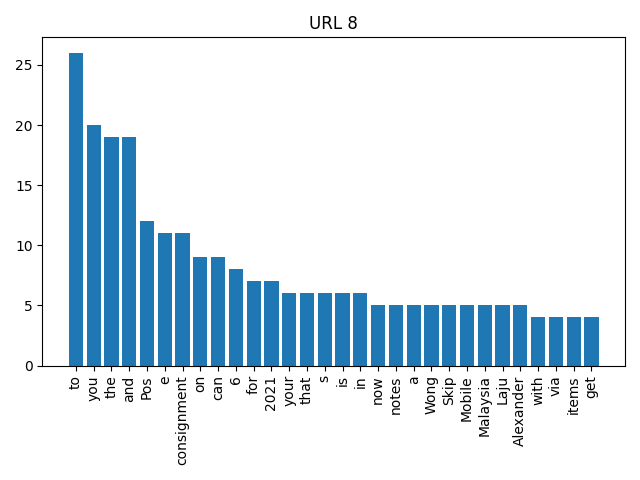 URL 8
25
20
15
10
5
0
to
you
the
and
Pos
e
consignment
on
can
6
for
2021
your
that
s
is
in
now
notes
a
Wong
Skip
Mobile
Malaysia
Laju
Alexander
with
via
items
get